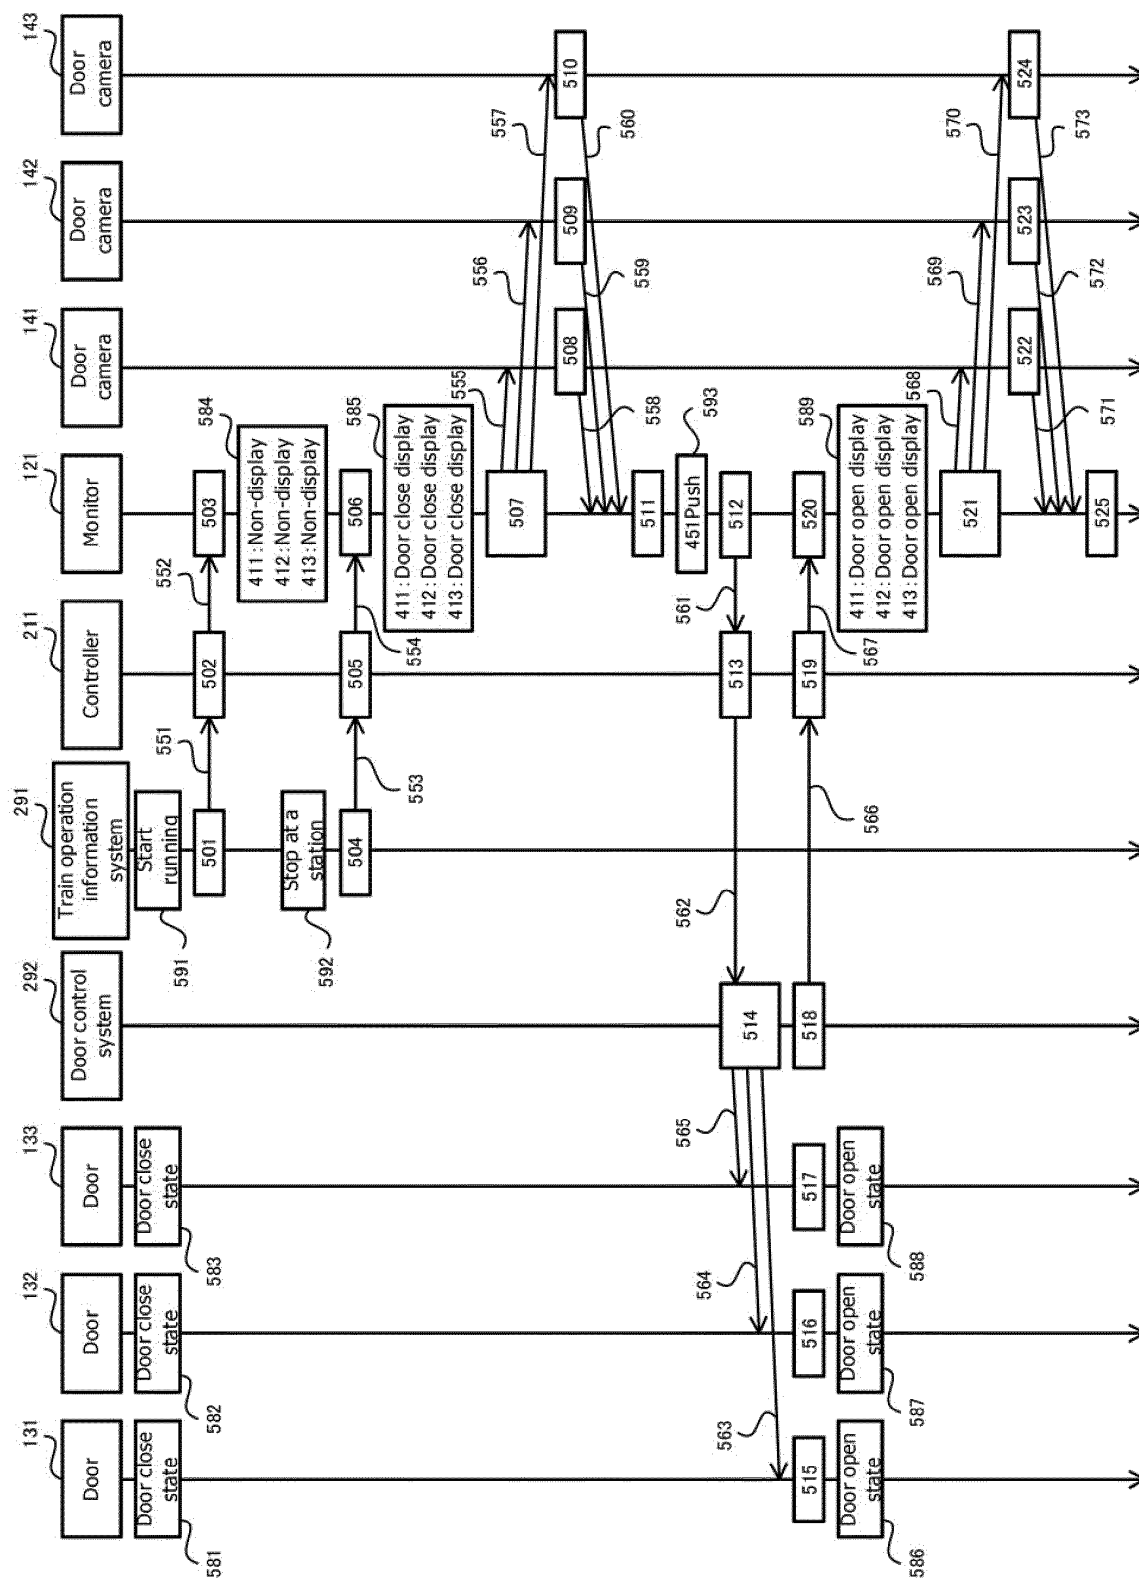 131
132
133
292
291
211
121
141
142
143
Door
Door
Door
Door control
system
Train operation
information
system
Controller
Monitor
Door
camera
Door
camera
Door
camera
Door close
state
Door close
state
Door close
state
Start
running
581
582
583
591
501
551
502
552
503
584
411:Non-display
412:Non-display
413:Non-display
Stop at a
station
592
504
553
505
554
506
585
411:Door close display
412:Door close display
413:Door close display
507
555
556
557
508
509
510
558
559
560
511
593
451Push
512
561
513
562
514
563
564
565
515
516
517
518
566
519
567
520
Door open
state
Door open
state
Door open
state
586
587
588
589
411:Door open display
412:Door open display
413:Door open display
521
568
569
570
522
523
524
571
572
573
525